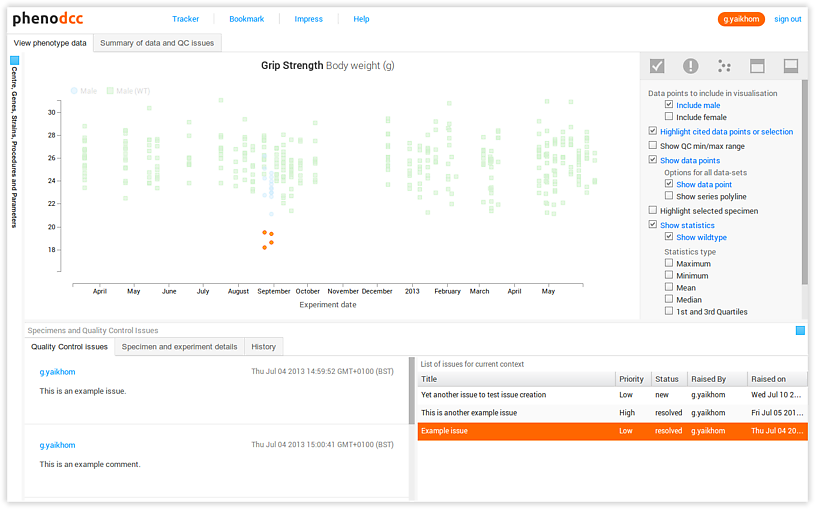 phenodcc
Tracker
Bookmark
Impress
Help
g.yaikhom
sign out
View phenotype data
Summary of data and QC issues
Centre, Genes, Strains, Procedures and Parameters
Grip Strength Body weight (g)
Male
Male (WT)
30
28
26
24
22
20
18
April
May
June
July
August
September
October
November
December
2013
February
March
April
May
Experiment date
Data points to include in visualisation
Include male
Include female
Highlight cited data points or selection
Show QC min/max range
Show data points
Options for all data-sets
Show data point
Show series polyline
Highlight selected specimen
Show statistics
Show wildtype
Statistics type
Maximum
Minimum
Mean
Median
1st and 3rd Quartiles
Specimens and Quality Control Issues
Quality Control issues
Specimen and experiment details
History
g.yaikhom
Thu Jul 04 2013 14:59:52 GMT+0100 (BST)
This is an example issue.
g.yaikhom
Thu Jul 04 2013 15:00:41 GMT+0100 (BST)
This is an example comment.
List of issues for current context
Title Priority Status Raised By Raised on
Yet another issue to test issue creation Low new g.yaikhom Wed Jul 10 2...
This is another example issue High resolved g.yaikhom Fri Jul 05 201...
Example issue Low resolved g.yaikhom Thu Jul 04 20...